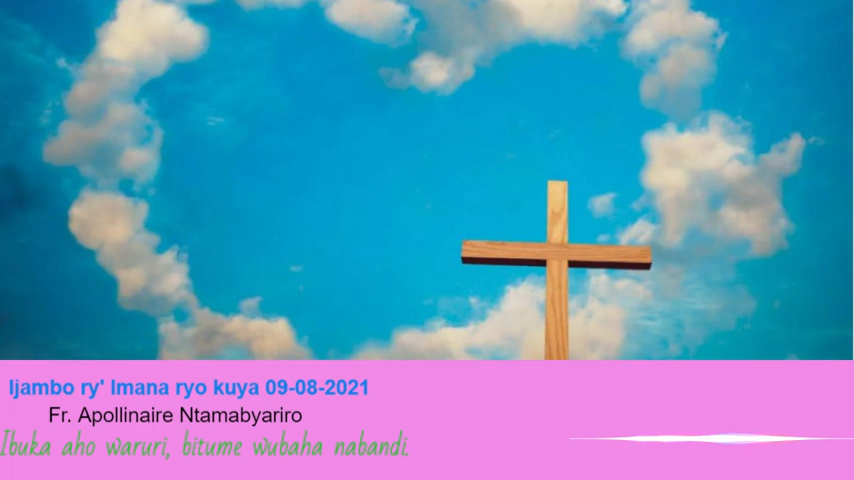 Ijambo ry' Imana ryo kuya 09-08-2021
Fr. Apollinaire Ntamabyariro
Ibuka aho waruri, bitume wubaha nabandi.